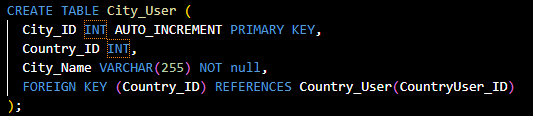 CREATE TABLE City_User (
City_ID INT AUTO_INCREMENT PRIMARY KEY,
Country_ID INT,
City_Name VARCHAR(255) NOT null,
FOREIGN KEY (Country_ID) REFERENCES Country_User(CountryUser_ID)
);